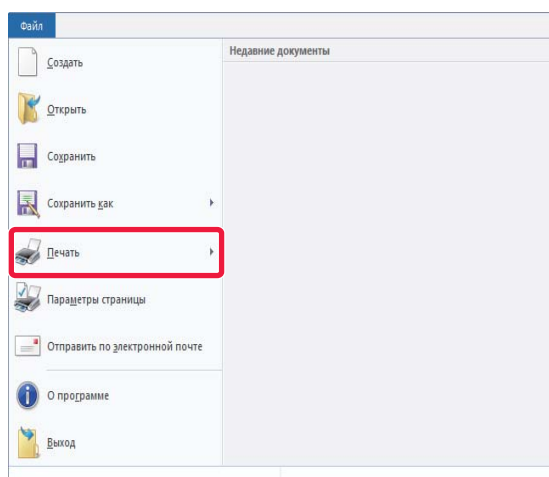 Файл
Недавние документы
Создать
Открыть
Сохранить
Сохранить как
Печать
Параметры страницы
Отправить по электронной почте
О программе
Выход